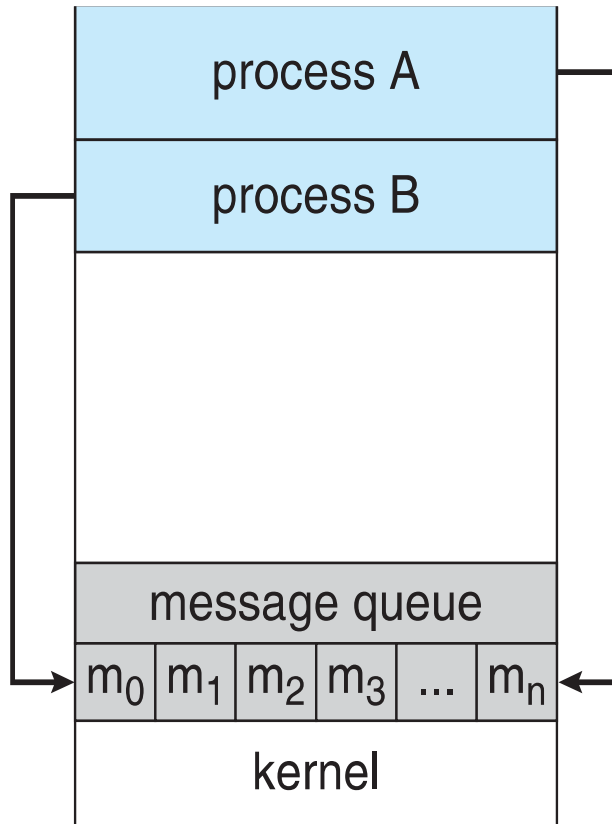 process A
process B
message queue
m₀ m₁ m₂ m₃ ... mₙ
kernel